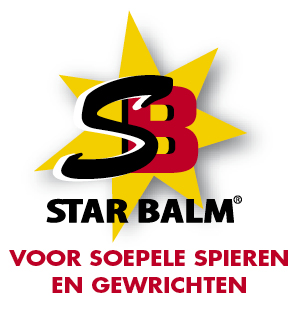 SB
STAR BALM®
VOOR SOEPELE SPIEREN
EN GEWRICHTEN